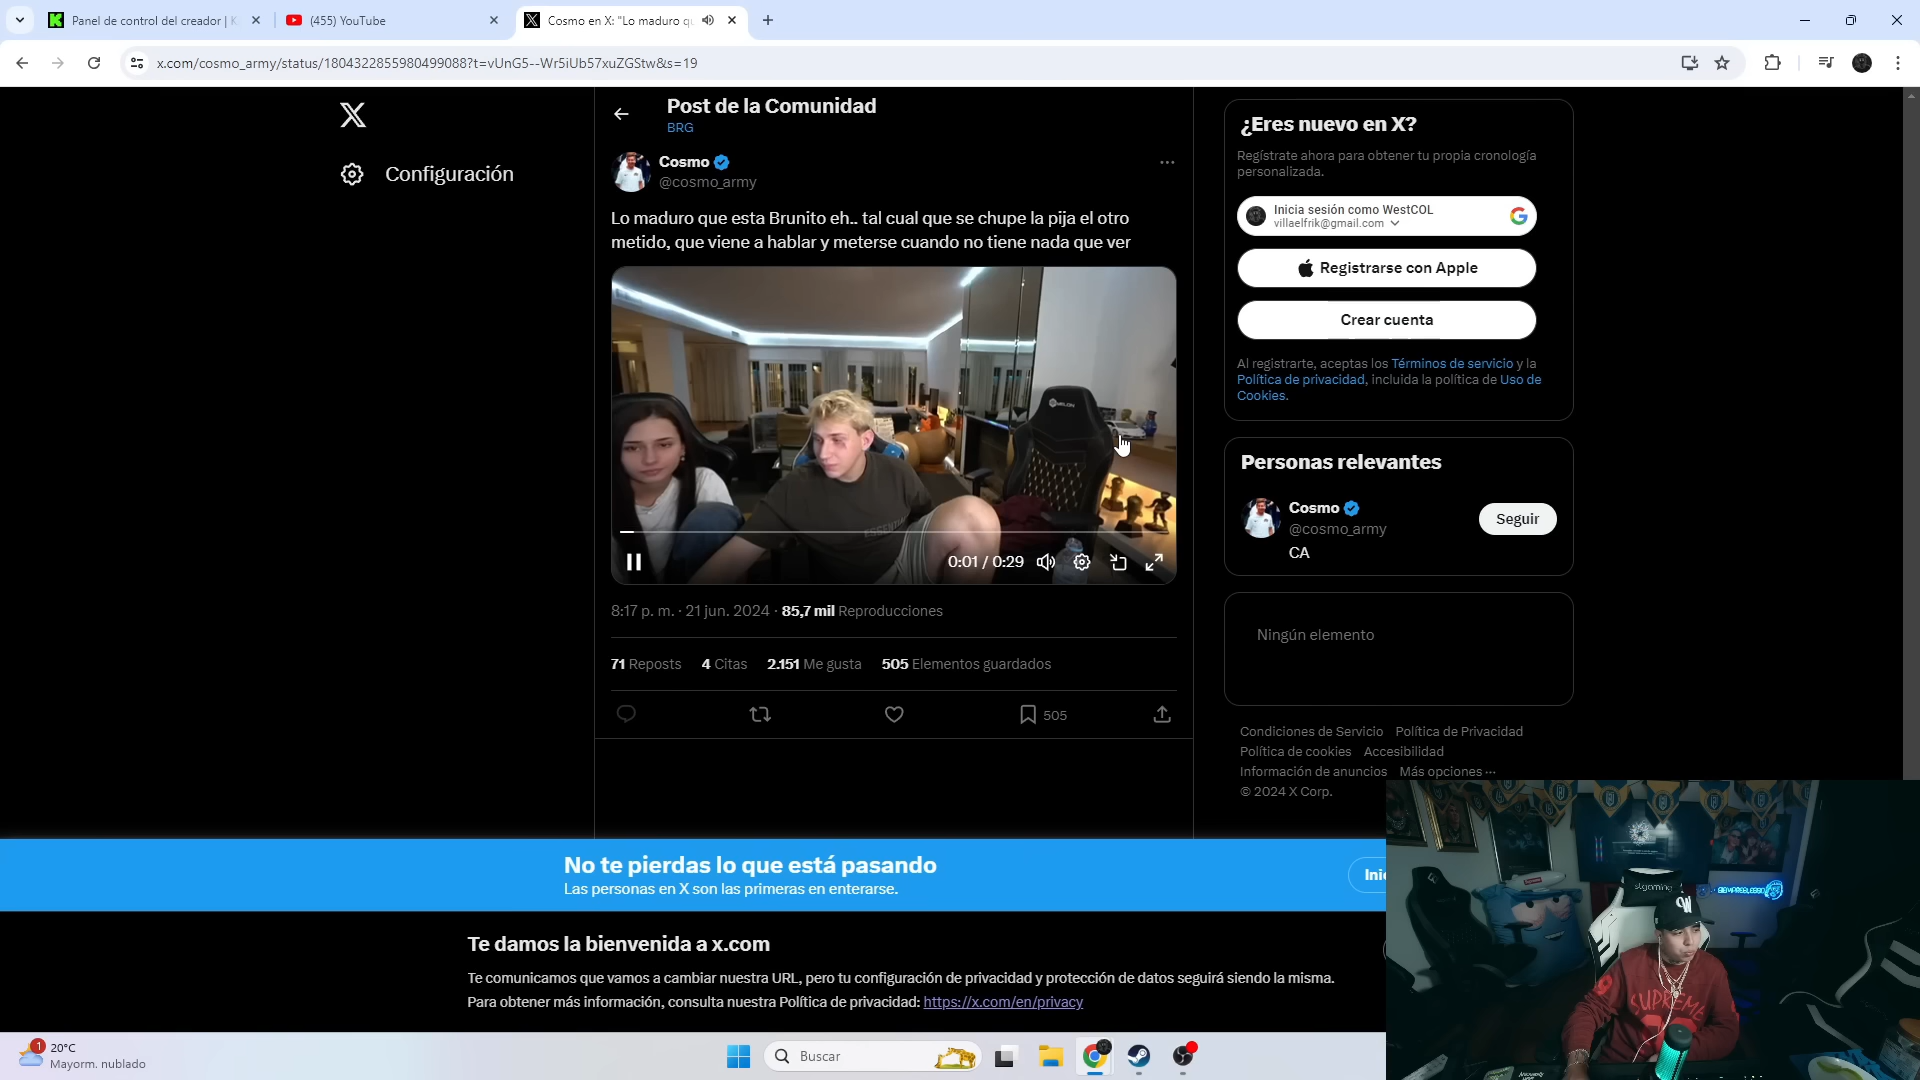 Panel de control del creador | K
(455) YouTube
Cosmo en X: "Lo maduro qu
x.com/cosmo_army/status/1804322855980499088?t=vUnG5--Wr5iUb57xuZGStw&s=19
Configuración
Post de la Comunidad
BRG
Cosmo
@cosmo_army
Lo maduro que esta Brunito eh.. tal cual que se chupe la pija el otro
metido, que viene a hablar y meterse cuando no tiene nada que ver
ESSENTIALS
0:01 / 0:29
8:17 p. m. · 21 jun. 2024 · 85,7 mil Reproducciones
71 Reposts 4 Citas 2.151 Me gusta 505 Elementos guardados
505
¿Eres nuevo en X?
Regístrate ahora para obtener tu propia cronología
personalizada.
Inicia sesión como WestCOL
villaelfrik@gmail.com
Registrarse con Apple
Crear cuenta
Al registrarte, aceptas los Términos de servicio y la
Política de privacidad, incluida la política de Uso de
Cookies.
Personas relevantes
Cosmo
@cosmo_army
CA
Seguir
Ningún elemento
Condiciones de Servicio Política de Privacidad
Política de cookies Accesibilidad
Información de anuncios Más opciones ···
© 2024 X Corp.
No te pierdas lo que está pasando
Las personas en X son las primeras en enterarse.
Inic
Te damos la bienvenida a x.com
Te comunicamos que vamos a cambiar nuestra URL, pero tu configuración de privacidad y protección de datos seguirá siendo la misma.
Para obtener más información, consulta nuestra Política de privacidad: https://x.com/en/privacy
stgaming
SUPREME
1
20°C
Mayorm. nublado
Buscar